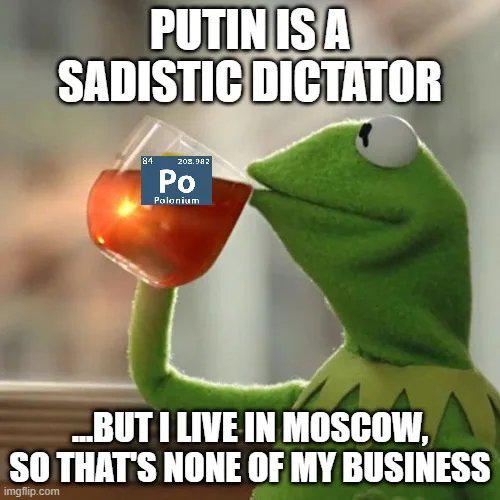 PUTIN IS A
SADISTIC DICTATOR
84 208.982
Po
Polonium
...BUT I LIVE IN MOSCOW,
SO THAT'S NONE OF MY BUSINESS
imgflip.com